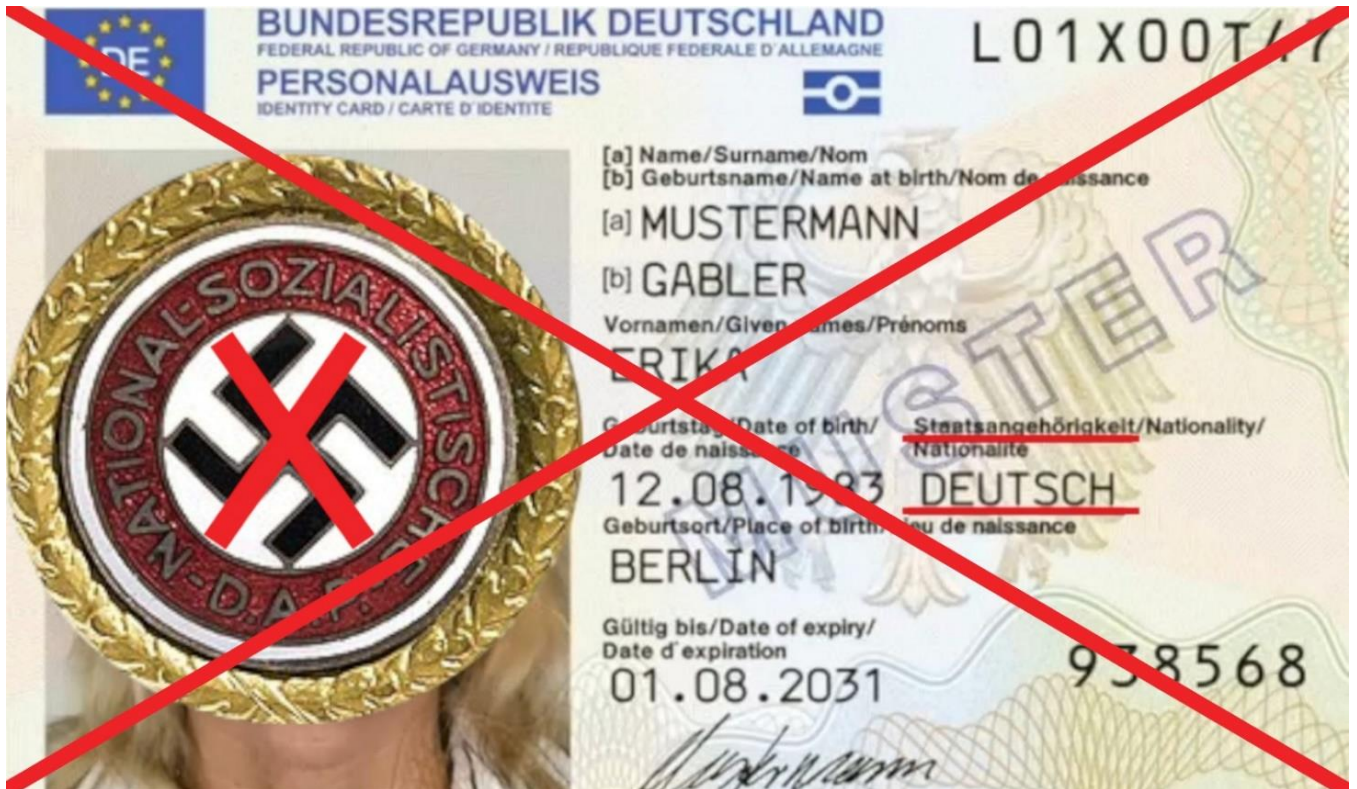 DE
BUNDESREPUBLIK DEUTSCHLAND
FEDERAL REPUBLIC OF GERMANY / REPUBLIQUE FEDERALE D´ALLEMAGNE
PERSONALAUSWEIS
IDENTITY CARD / CARTE D´IDENTITE
L01X00T47
[a] Name/Surname/Nom
[b] Geburtsname/Name at birth/Nom de naissance
[a] MUSTERMANN
[b] GABLER
Vornamen/Given names/Prénoms
ERIKA
Geburtstag/Date of birth/
Date de naissance
Staatsangehörigkeit/Nationality/
Nationalité
12.08.1983 DEUTSCH
Geburtsort/Place of birth/Lieu de naissance
BERLIN
Gültig bis/Date of expiry/
Date d´expiration
01.08.2031
938568
Mustermann
MUSTER
NATIONAL-SOZIALISTISCHE-
D.A.P.